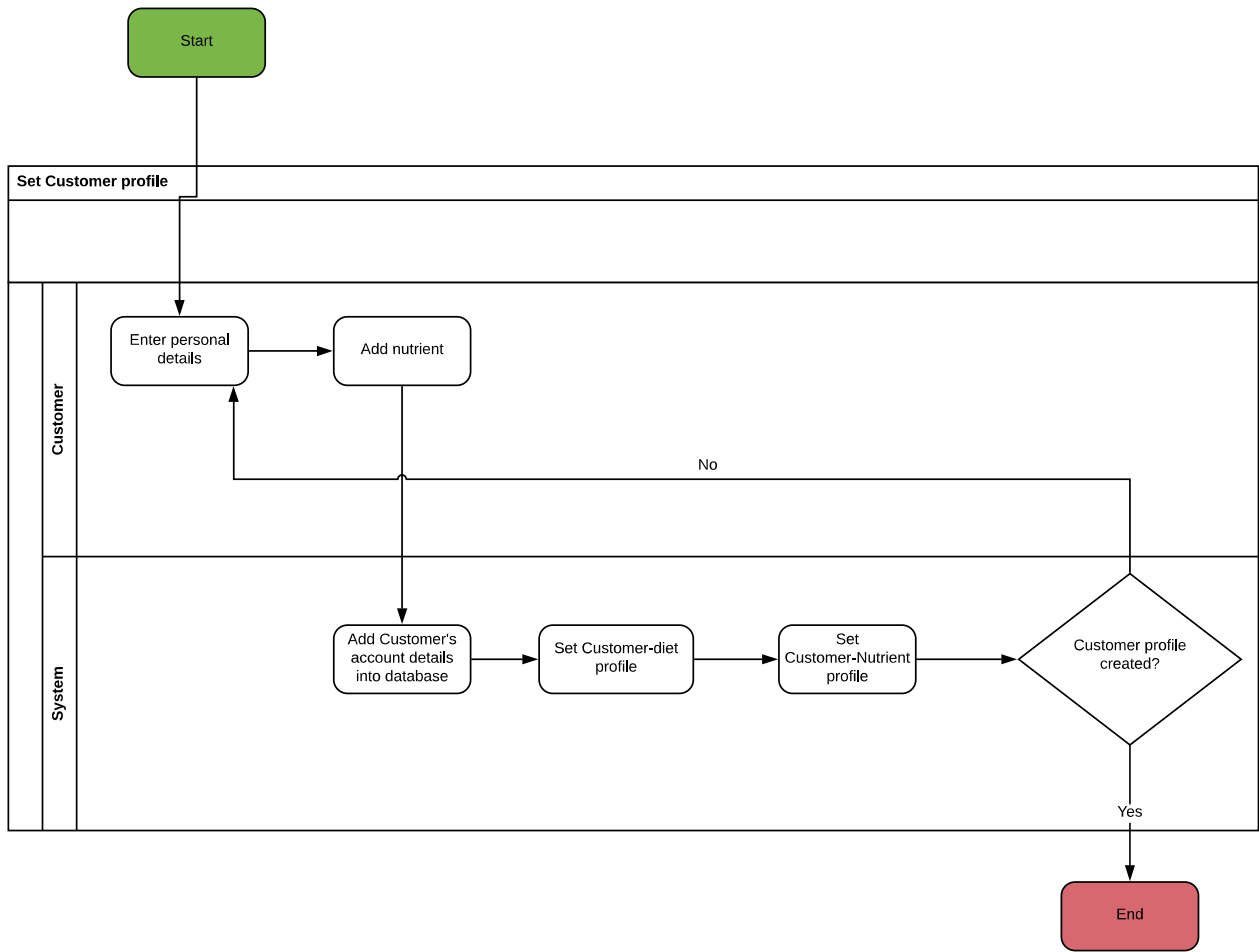 Start
Set Customer profile
Customer
Enter personal
details
Add nutrient
No
System
Add Customer's
account details
into database
Set Customer-diet
profile
Set
Customer-Nutrient
profile
Customer profile
created?
Yes
End